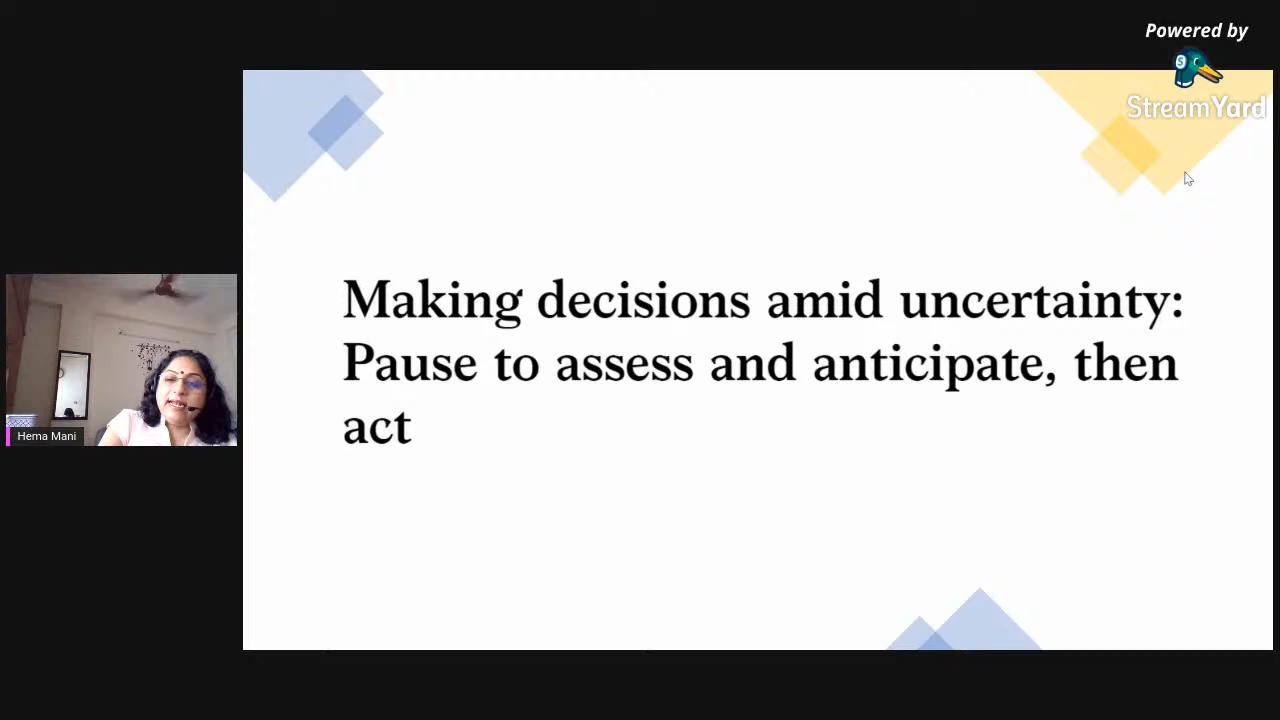 Powered by
StreamYard
Making decisions amid uncertainty:
Pause to assess and anticipate, then
act
Hema Mani